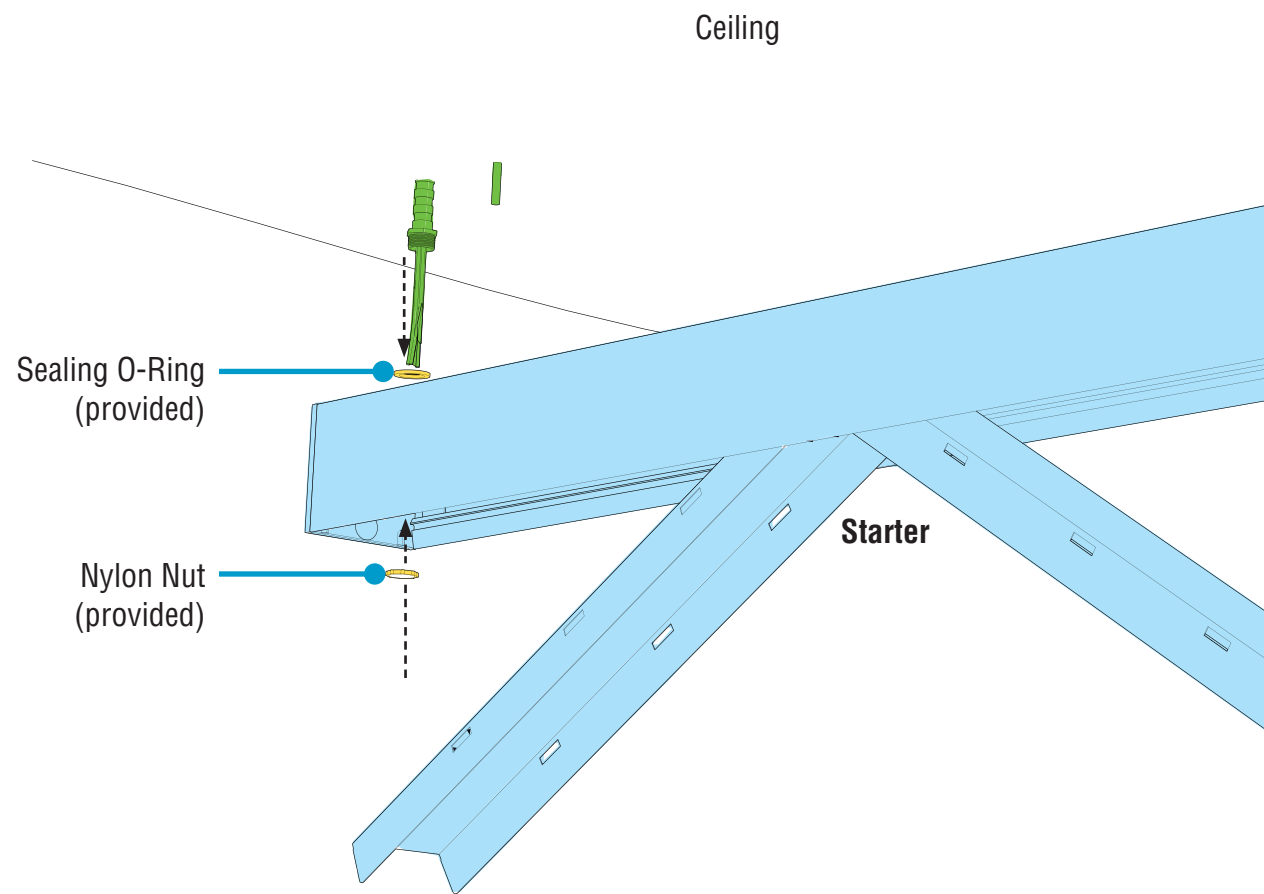 Ceiling
Sealing O-Ring
(provided)
Starter
Nylon Nut
(provided)